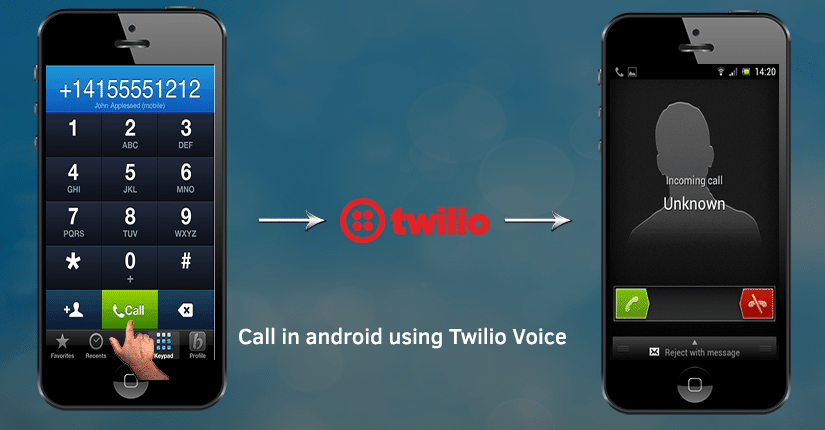 +14155551212
John Appleseed (mobile)
1 2 3
ABC DEF
4 5 6
GHI JKL MNO
7 8 9
PQRS TUV WXYZ
* 0 #
+
+ Call
Favorites Recents Keypad Profile
twilio
Call in android using Twilio Voice
14:20
Incoming call
Unknown
Reject with message